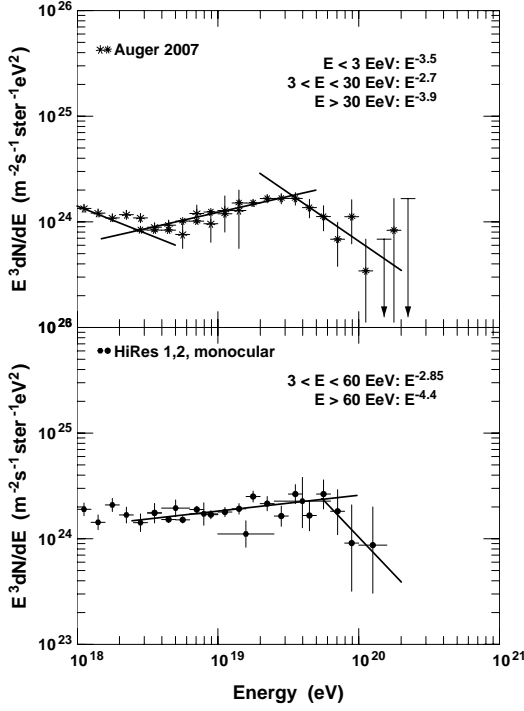 10^26
Auger 2007
E < 3 EeV: E^-3.5
3 < E < 30 EeV: E^-2.7
E > 30 EeV: E^-3.9
10^25
10^24
E^3dN/dE (m^-2s^-1ster^-1eV^2)
10^26
HiRes 1,2, monocular
3 < E < 60 EeV: E^-2.85
E > 60 EeV: E^-4.4
10^25
10^24
10^23
E^3dN/dE (m^-2s^-1ster^-1eV^2)
10^18 10^19 10^20 10^21
Energy (eV)